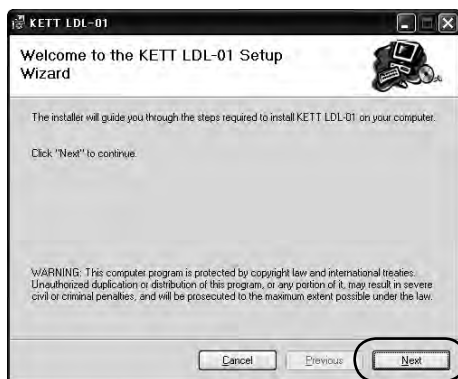 KETT LDL-01
Welcome to the KETT LDL-01 Setup
Wizard
The installer will guide you through the steps required to install KETT LDL-01 on your computer.
Click "Next" to continue.
WARNING: This computer program is protected by copyright law and international treaties.
Unauthorized duplication or distribution of this program, or any portion of it, may result in severe
civil or criminal penalties, and will be prosecuted to the maximum extent possible under the law.
Cancel Previous Next